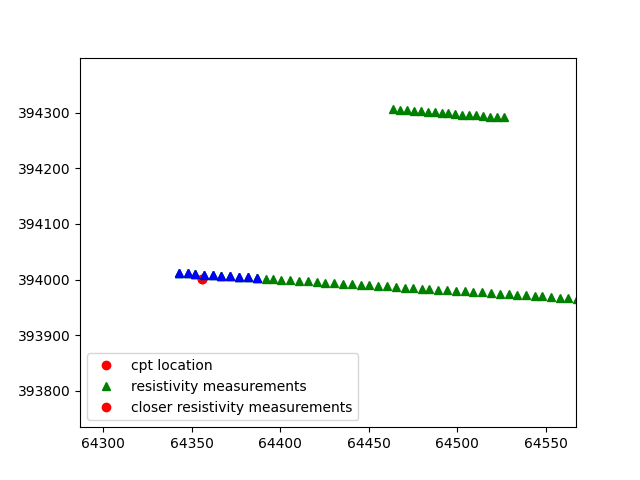 394300
394200
394100
394000
393900
393800
cpt location
resistivity measurements
closer resistivity measurements
64300 64350 64400 64450 64500 64550